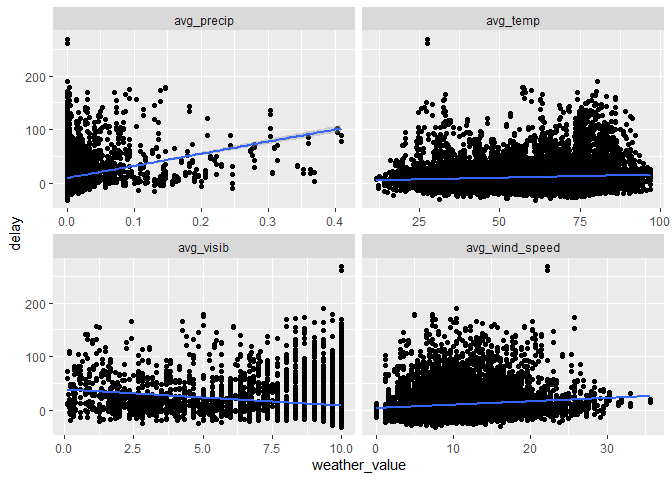 avg_precip
avg_temp
200
100
0
0.0 0.1 0.2 0.3 0.4
25 50 75 100
delay
avg_visib
avg_wind_speed
200
100
0
0.0 2.5 5.0 7.5 10.0
0 10 20 30
weather_value